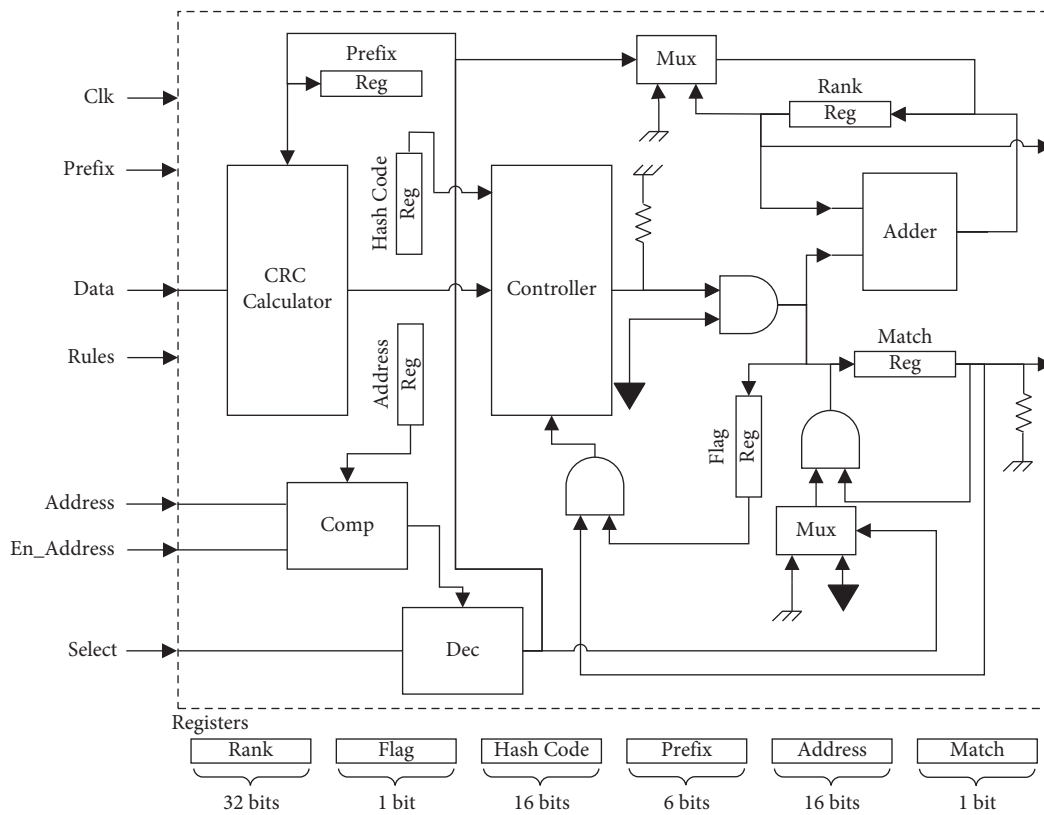 Prefix
Reg
Mux
Rank
Reg
Clk
Prefix
Hash Code
Reg
CRC
Calculator
Controller
Adder
Data
Rules
Address
Reg
Match
Reg
Flag
Reg
Address
En_Address
Comp
Mux
Select
Dec
Registers
Rank
Flag
Hash Code
Prefix
Address
Match
32 bits
1 bit
16 bits
6 bits
16 bits
1 bit